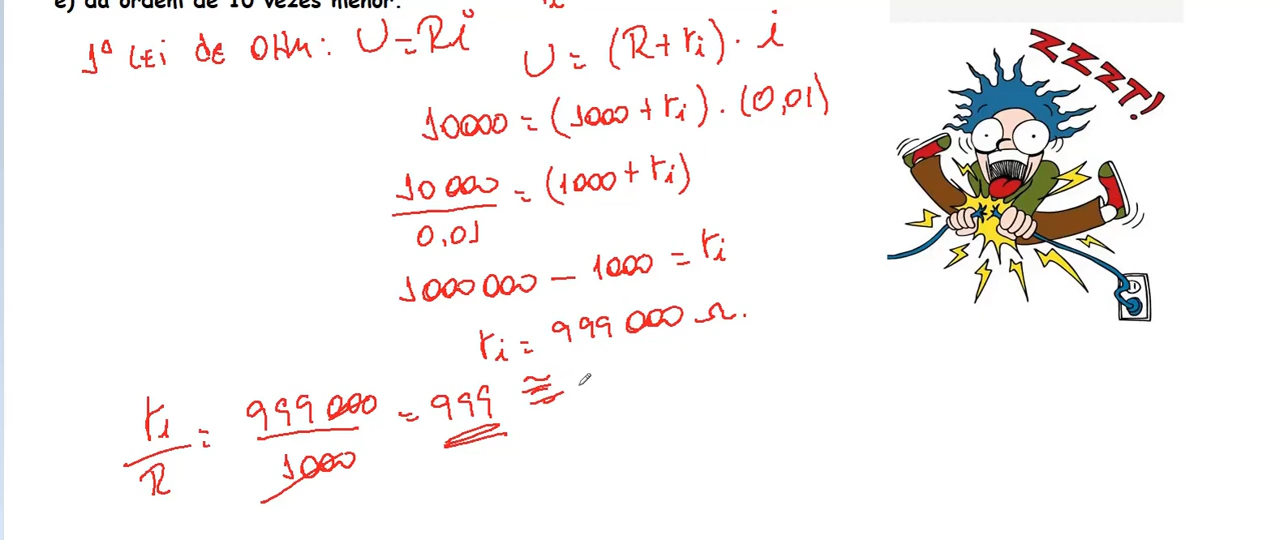 e) da ordem de 10 vezes menor.
1ª LEi DE OHM: U=Ri
U = (R+ri) · i
10000 = (1000 + ri) · (0,01)
10 000 / 0,01 = (1000 + ri)
1000 000 - 1000 = ri
ri = 999 000 Ω.
ri / R = 999 000 / 1000 = 999 ≅
ZZZT!